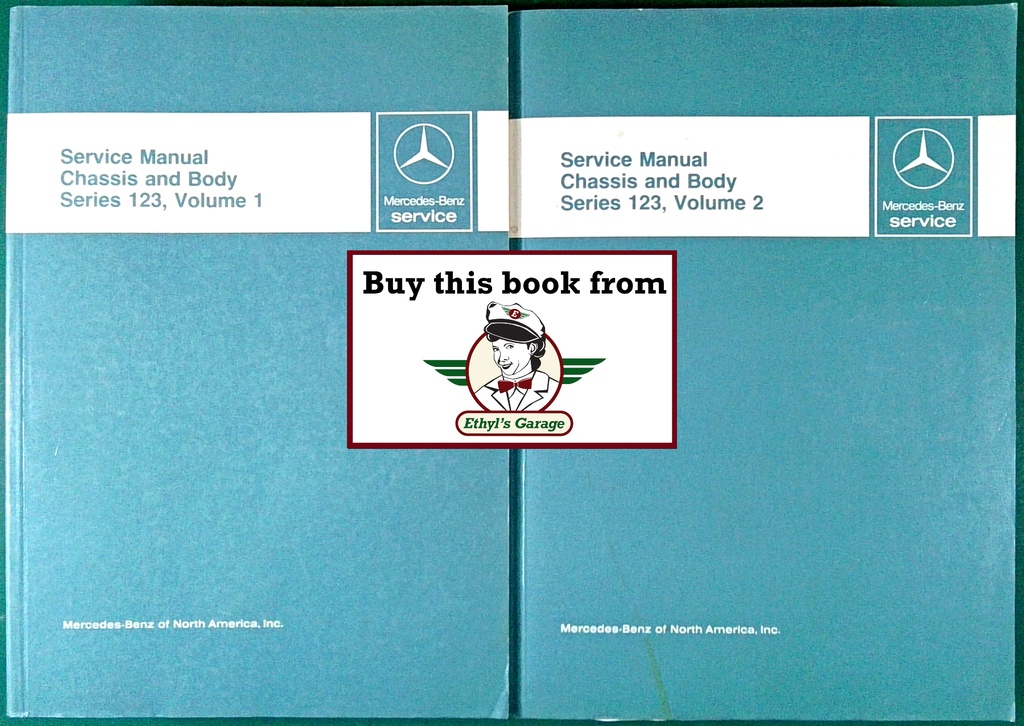 Service Manual
Chassis and Body
Series 123, Volume 1
Mercedes-Benz
service
Mercedes-Benz of North America, Inc.
Service Manual
Chassis and Body
Series 123, Volume 2
Mercedes-Benz
service
Mercedes-Benz of North America, Inc.
Buy this book from
E
Ethyl's Garage